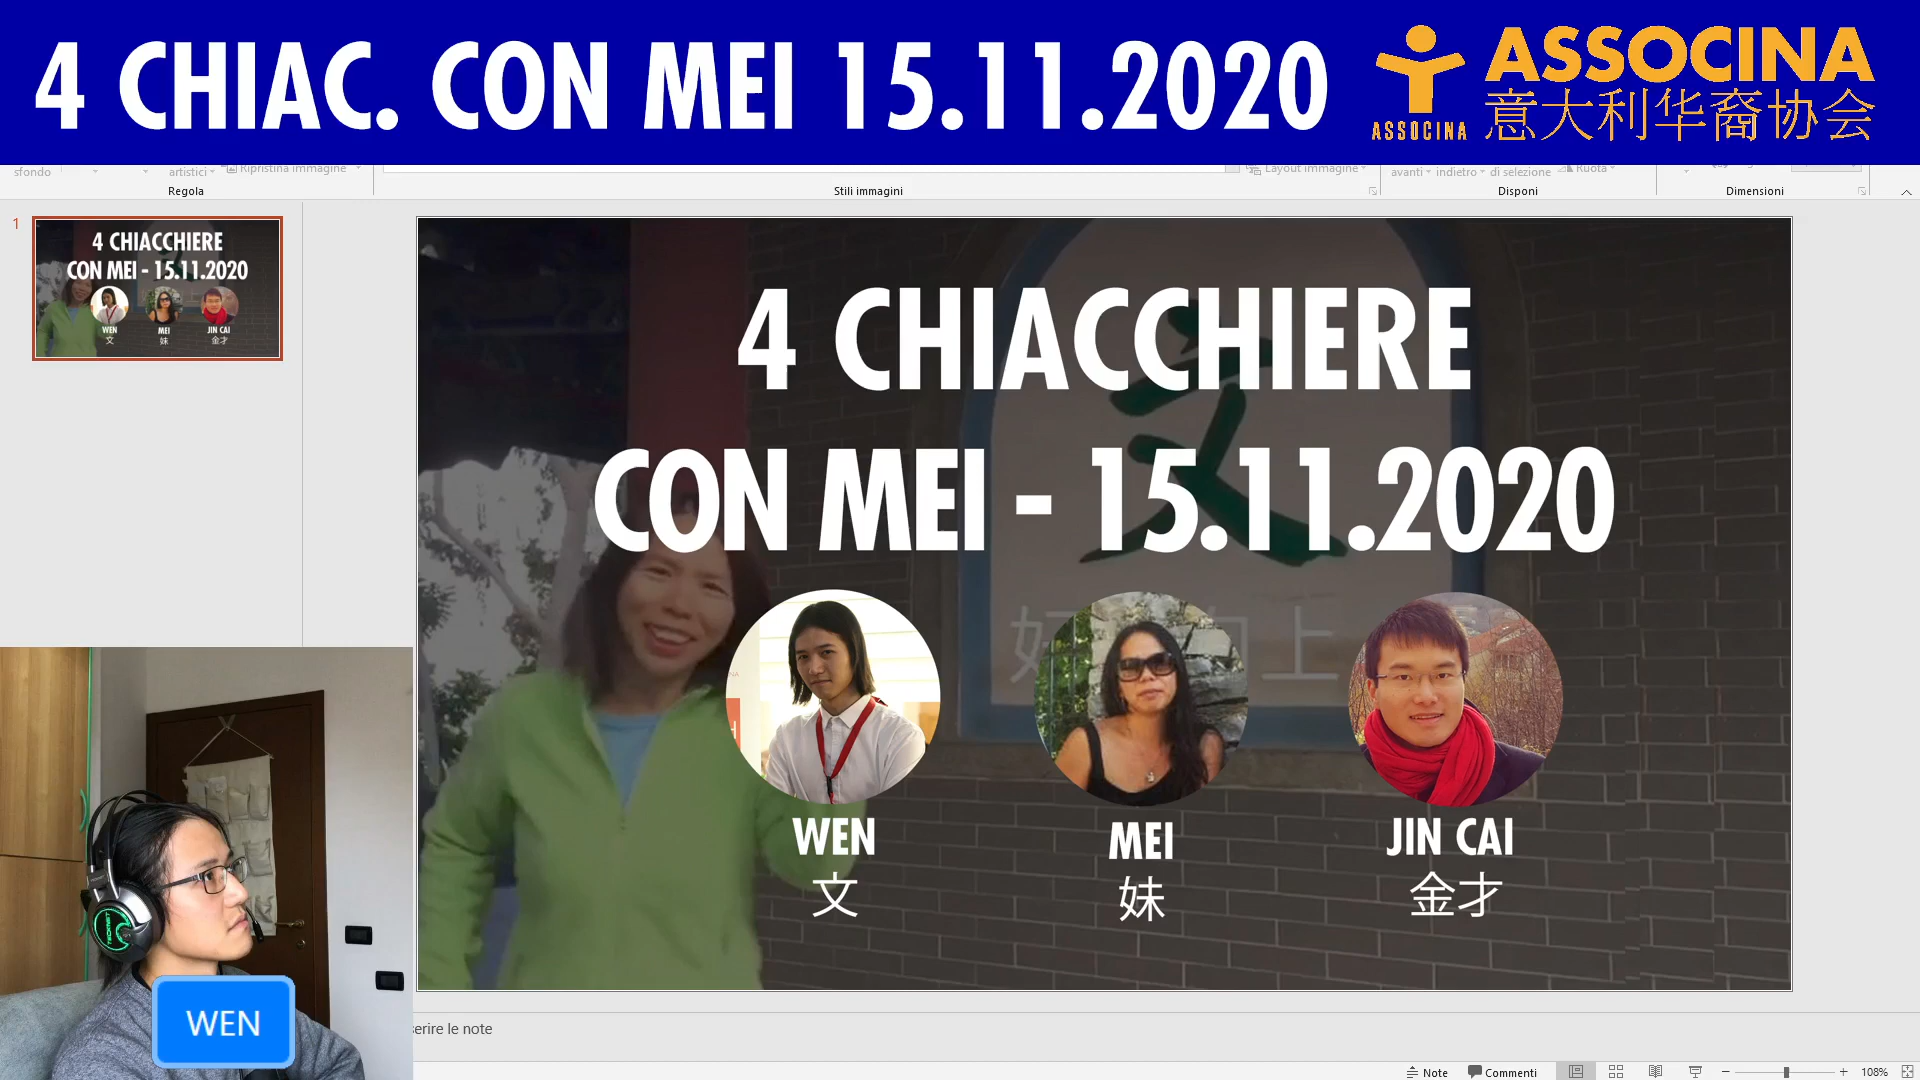 4 CHIAC. CON MEI 15.11.2020
ASSOCINA
ASSOCINA
意大利华裔协会
sfondo
artistici
Ripristina immagine
Layout immagine
avanti
indietro
di selezione
Ruota
Regola
Stili immagini
Disponi
Dimensioni
1
4 CHIACCHIERE
CON MEI - 15.11.2020
WEN
MEI
JIN CAI
文
妹
金才
文
上
4 CHIACCHIERE
CON MEI - 15.11.2020
WEN
MEI
JIN CAI
文
妹
金才
WEN
serire le note
Note
Commenti
108%